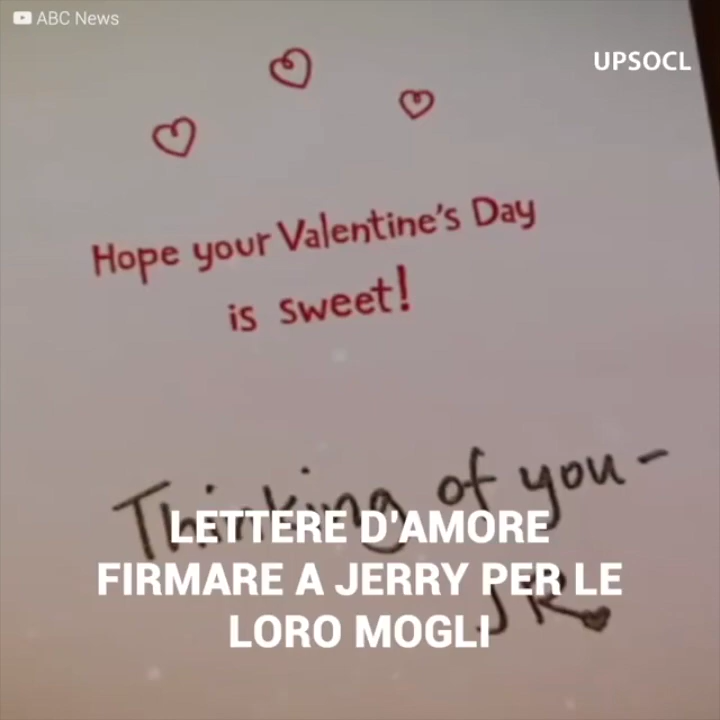 ABC News
UPSOCL
Hope your Valentine's Day
is sweet!
Thinking of you -
JR
LETTERE D'AMORE
FIRMARE A JERRY PER LE
LORO MOGLI